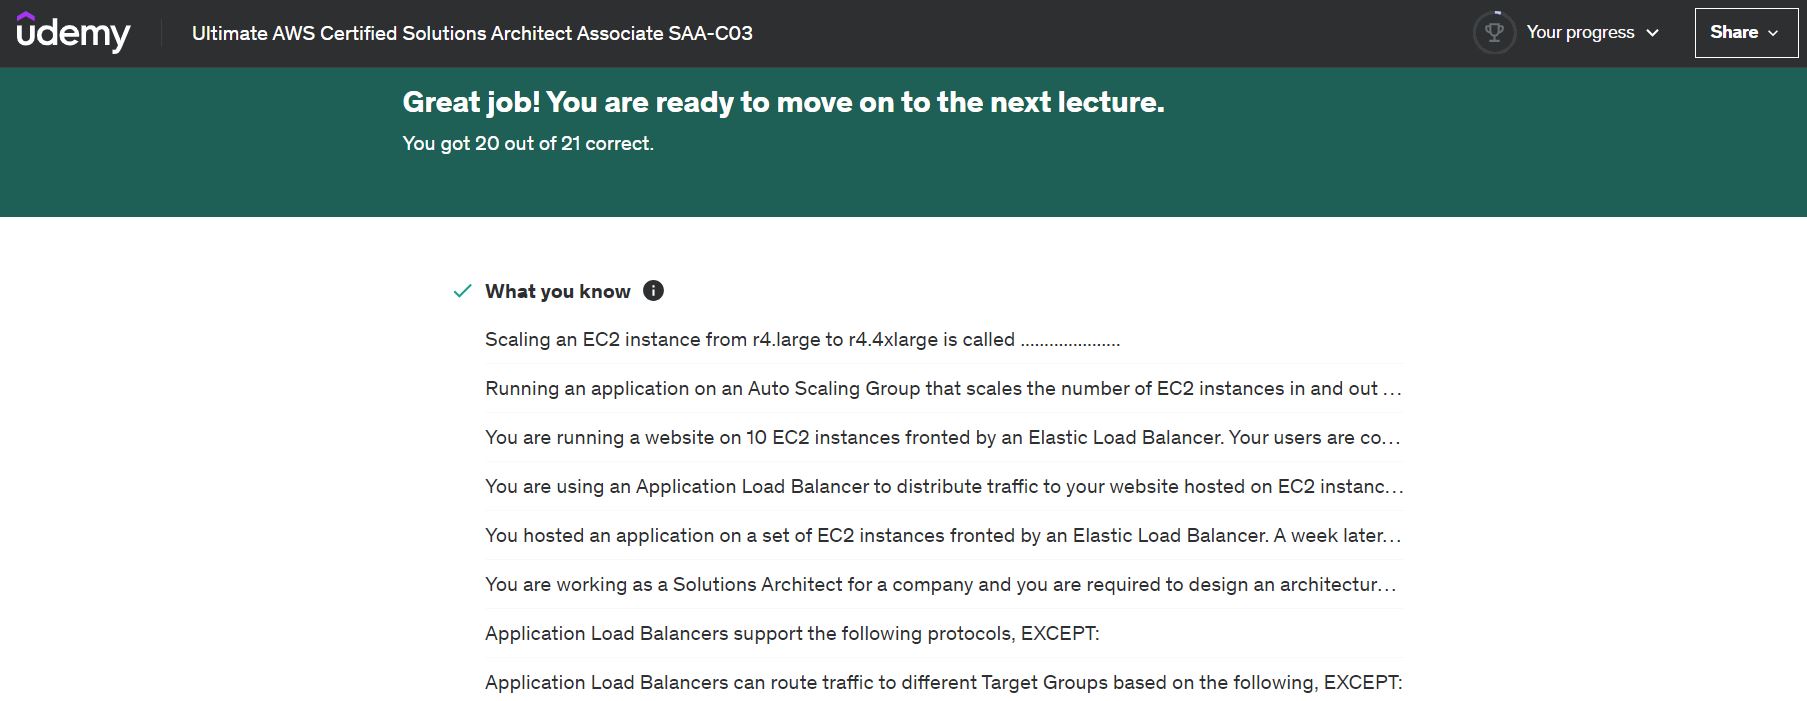 udemy
Ultimate AWS Certified Solutions Architect Associate SAA-C03
Your progress
Share
Great job! You are ready to move on to the next lecture.
You got 20 out of 21 correct.
What you know
Scaling an EC2 instance from r4.large to r4.4xlarge is called .....................
Running an application on an Auto Scaling Group that scales the number of EC2 instances in and out ...
You are running a website on 10 EC2 instances fronted by an Elastic Load Balancer. Your users are co...
You are using an Application Load Balancer to distribute traffic to your website hosted on EC2 instanc...
You hosted an application on a set of EC2 instances fronted by an Elastic Load Balancer. A week later...
You are working as a Solutions Architect for a company and you are required to design an architectur...
Application Load Balancers support the following protocols, EXCEPT:
Application Load Balancers can route traffic to different Target Groups based on the following, EXCEPT: